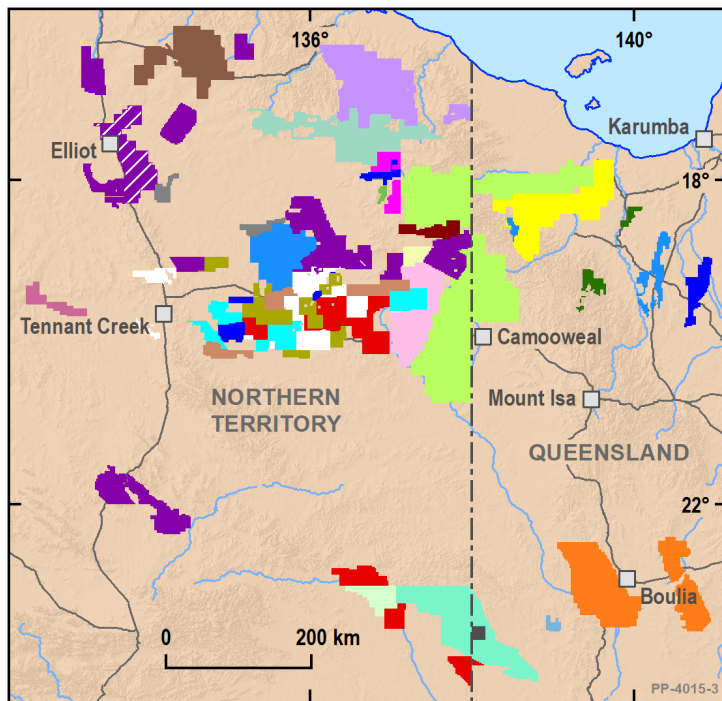 136°
140°
Karumba
Elliot
18°
Tennant Creek
Camooweal
NORTHERN
TERRITORY
Mount Isa
QUEENSLAND
22°
Boulia
0
200 km
PP-4015-3